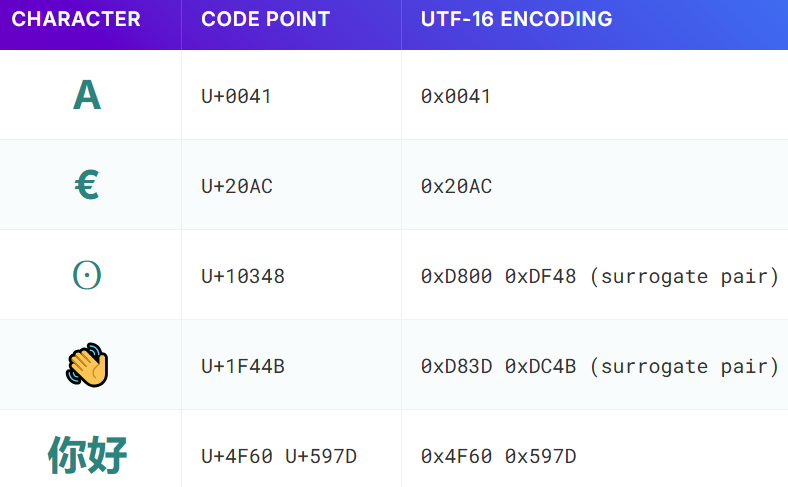 CHARACTER CODE POINT UTF-16 ENCODING
A U+0041 0x0041
€ U+20AC 0x20AC
𐍈 U+10348 0xD800 0xDF48 (surrogate pair)
👋 U+1F44B 0xD83D 0xDC4B (surrogate pair)
你好 U+4F60 U+597D 0x4F60 0x597D